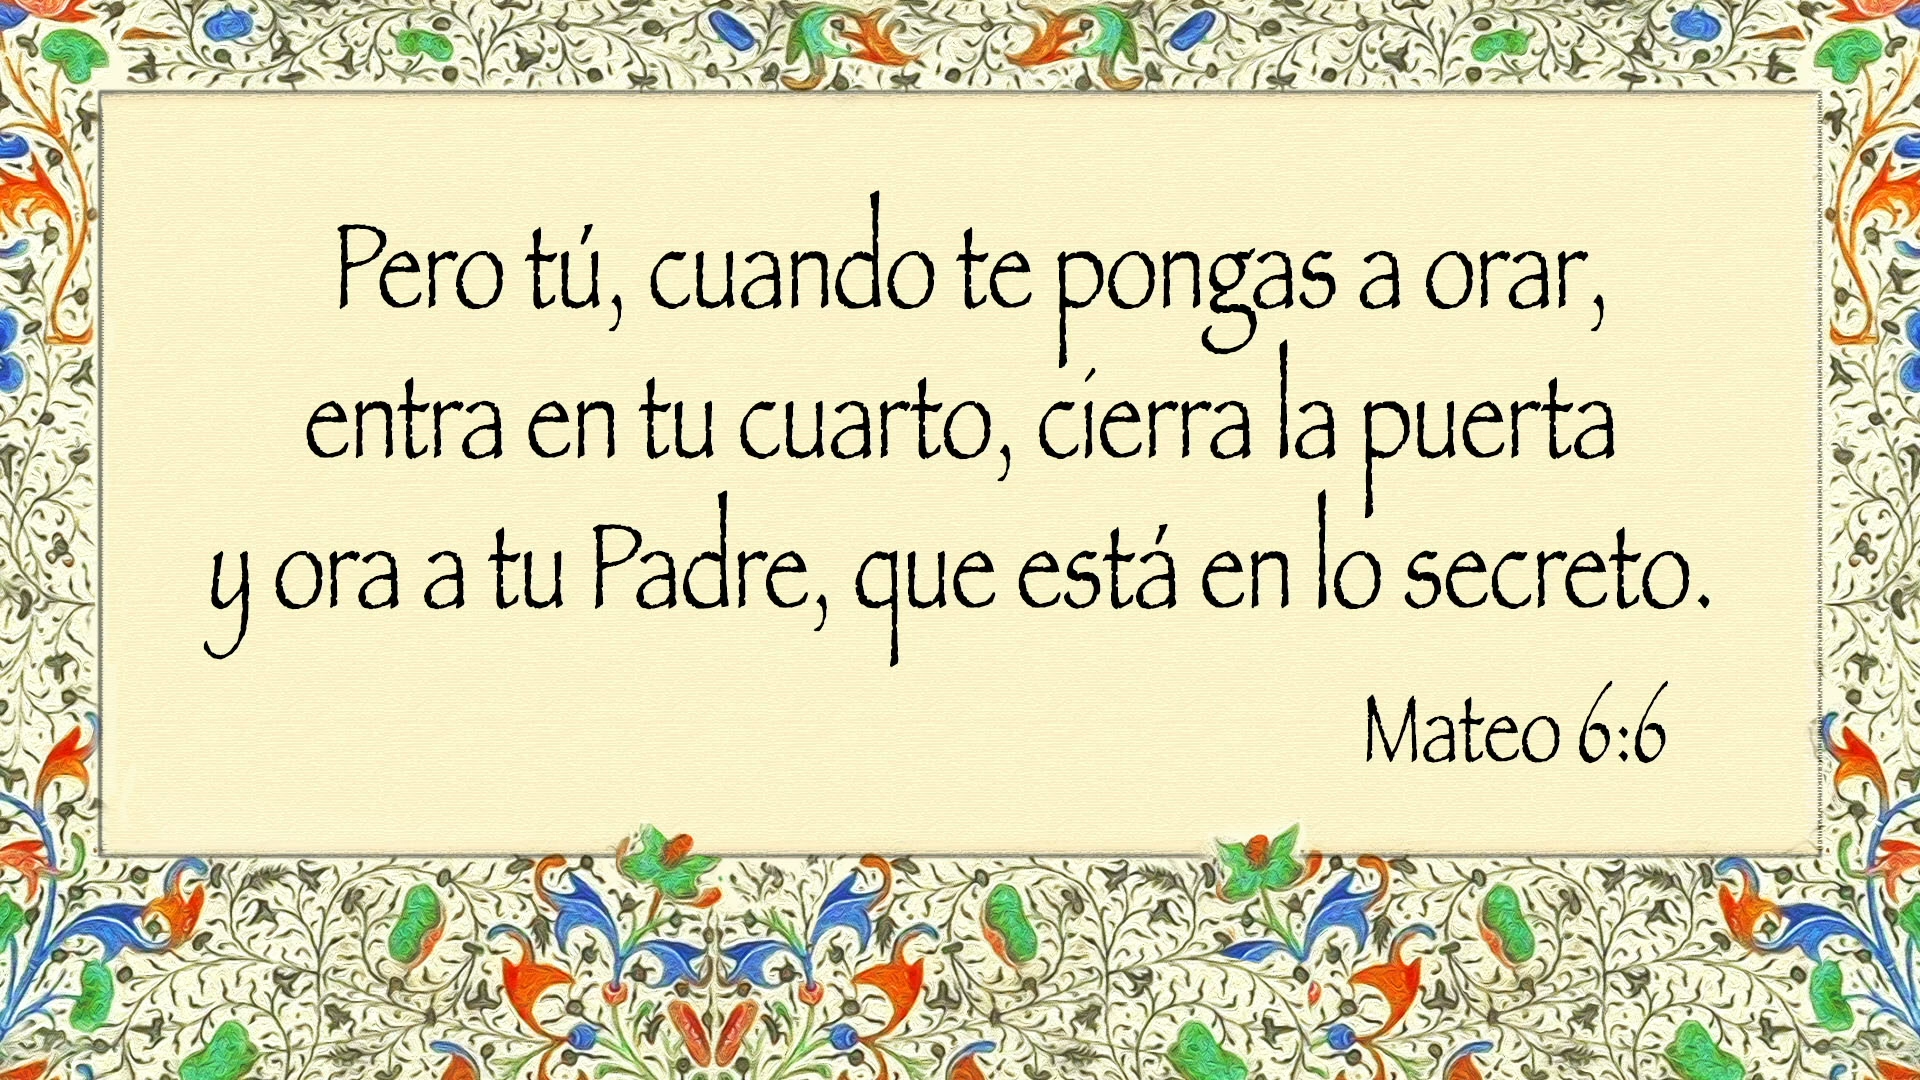 Pero tú, cuando te pongas a orar,
entra en tu cuarto, cierra la puerta
y ora a tu Padre, que está en lo secreto.
Mateo 6:6